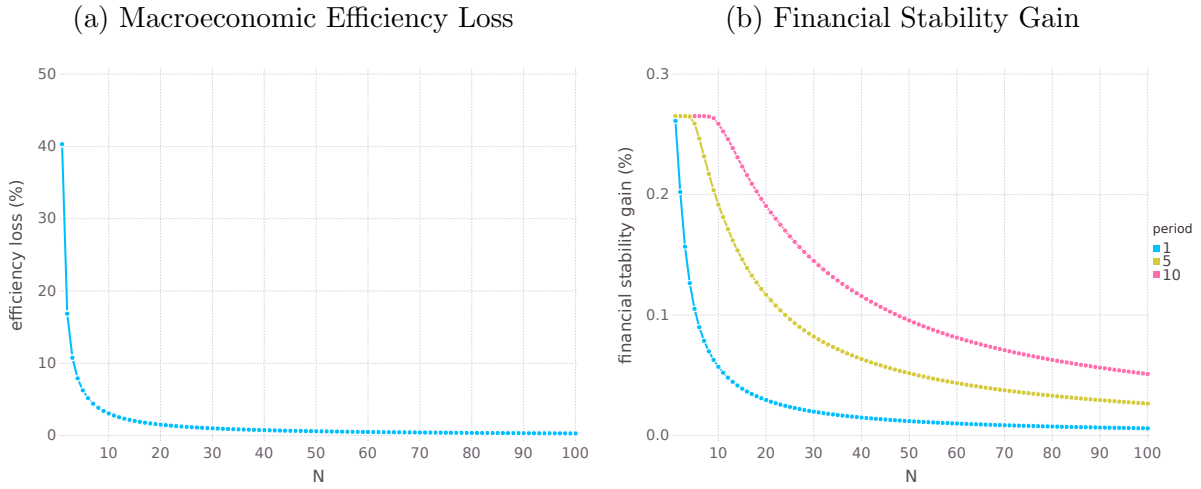 (a) Macroeconomic Efficiency Loss
50
40
30
20
10
0
efficiency loss (%)
10 20 30 40 50 60 70 80 90 100
N
(b) Financial Stability Gain
0.3
0.2
0.1
0.0
financial stability gain (%)
10 20 30 40 50 60 70 80 90 100
N
period
1
5
10